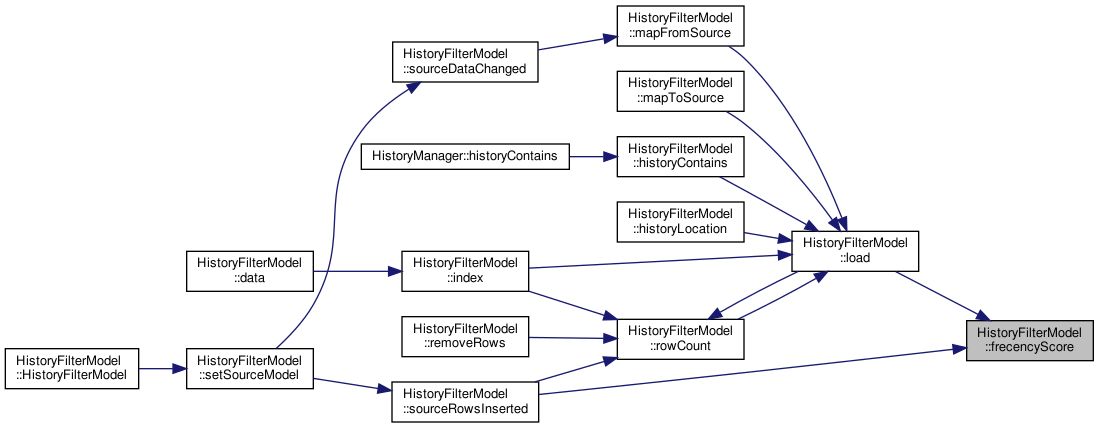 HistoryFilterModel
::mapFromSource
HistoryFilterModel
::sourceDataChanged
HistoryFilterModel
::mapToSource
HistoryManager::historyContains
HistoryFilterModel
::historyContains
HistoryFilterModel
::historyLocation
HistoryFilterModel
::load
HistoryFilterModel
::data
HistoryFilterModel
::index
HistoryFilterModel
::removeRows
HistoryFilterModel
::rowCount
HistoryFilterModel
::frecencyScore
HistoryFilterModel
::HistoryFilterModel
HistoryFilterModel
::setSourceModel
HistoryFilterModel
::sourceRowsInserted